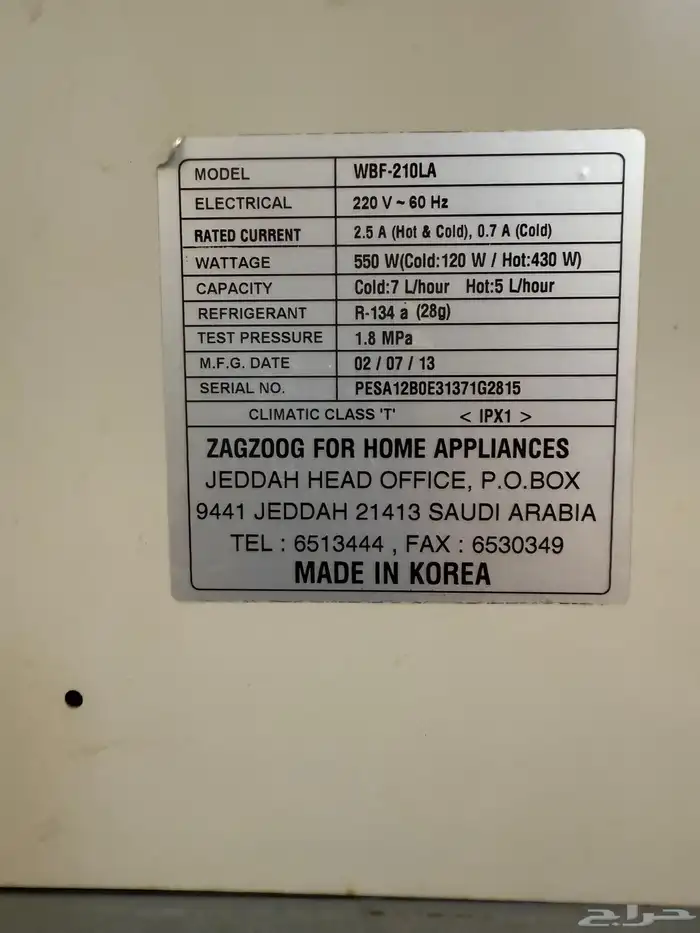 MODEL WBF-210LA
ELECTRICAL 220 V ~ 60 Hz
RATED CURRENT 2.5 A (Hot & Cold), 0.7 A (Cold)
WATTAGE 550 W(Cold:120 W / Hot:430 W)
CAPACITY Cold:7 L/hour Hot:5 L/hour
REFRIGERANT R-134 a (28g)
TEST PRESSURE 1.8 MPa
M.F.G. DATE 02 / 07 / 13
SERIAL NO. PESA12B0E31371G2815
CLIMATIC CLASS 'T' < IPX1 >
ZAGZOOG FOR HOME APPLIANCES
JEDDAH HEAD OFFICE, P.O.BOX
9441 JEDDAH 21413 SAUDI ARABIA
TEL : 6513444 , FAX : 6530349
MADE IN KOREA
حراج